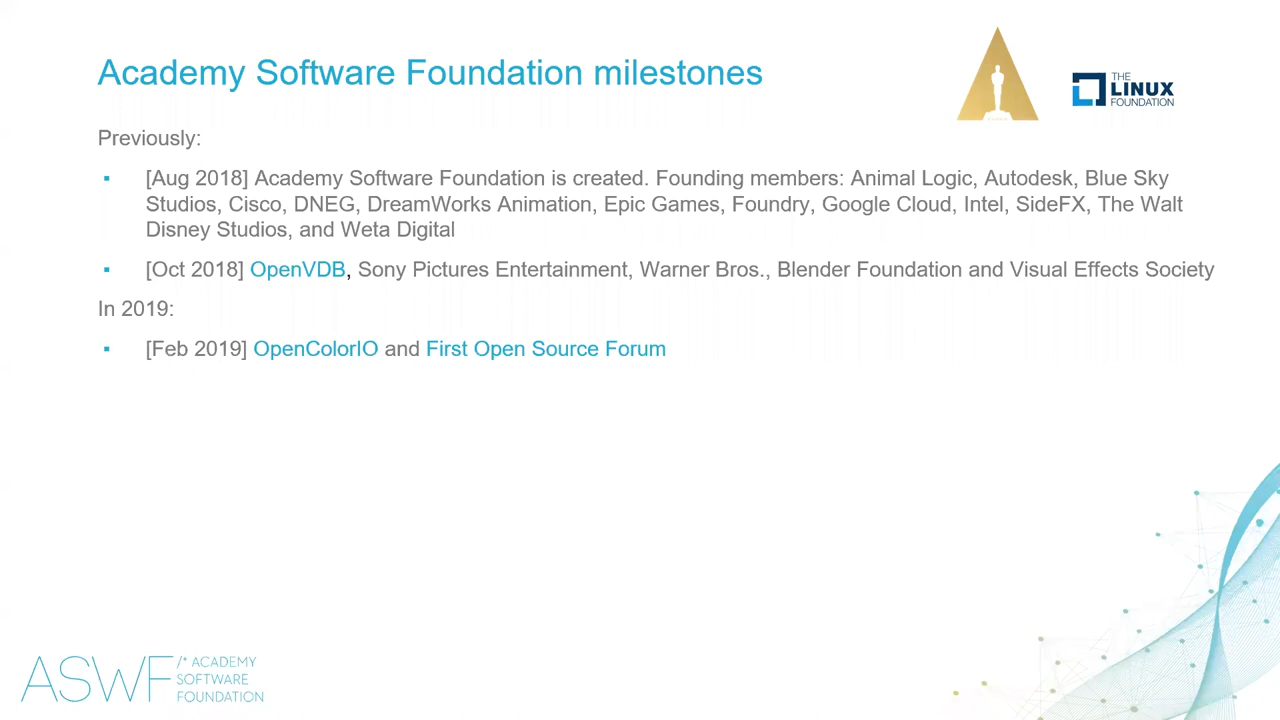 Academy Software Foundation milestones
THE
LINUX
FOUNDATION
Previously:
▪ [Aug 2018] Academy Software Foundation is created. Founding members: Animal Logic, Autodesk, Blue Sky
Studios, Cisco, DNEG, DreamWorks Animation, Epic Games, Foundry, Google Cloud, Intel, SideFX, The Walt
Disney Studios, and Weta Digital
▪ [Oct 2018] OpenVDB, Sony Pictures Entertainment, Warner Bros., Blender Foundation and Visual Effects Society
In 2019:
▪ [Feb 2019] OpenColorIO and First Open Source Forum
ASWF /* ACADEMY
SOFTWARE
FOUNDATION